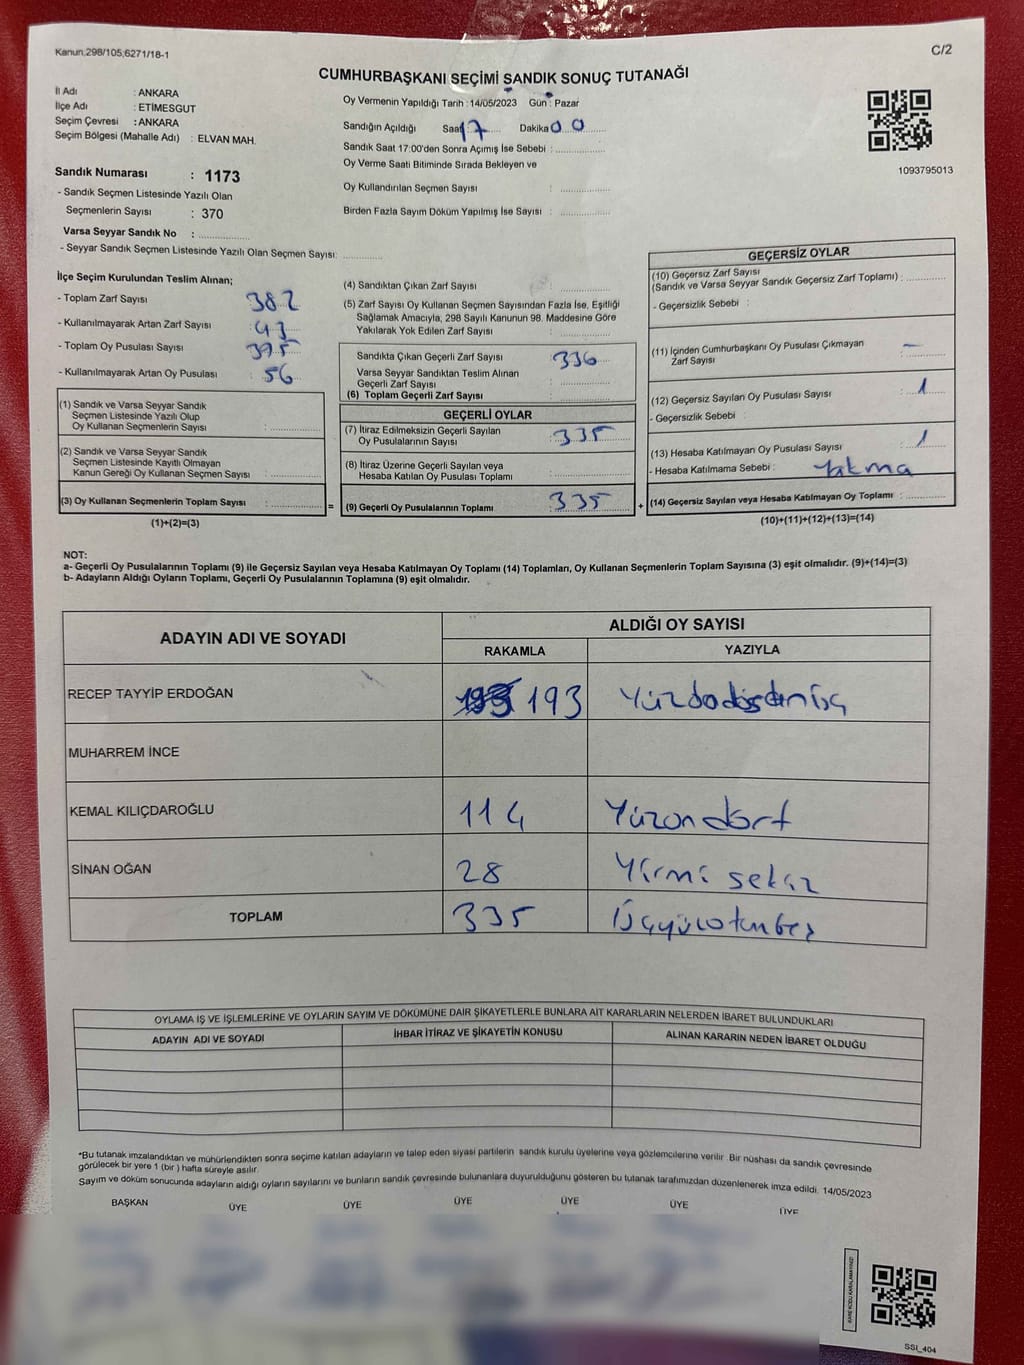 Kanun,298/105;6271/18-1
C/2
CUMHURBAŞKANI SEÇİMİ SANDIK SONUÇ TUTANAĞI
İl Adı : ANKARA
İlçe Adı : ETİMESGUT
Seçim Çevresi : ANKARA
Seçim Bölgesi (Mahalle Adı) : ELVAN MAH.
Oy Vermenin Yapıldığı Tarih : 14/05/2023 Gün : Pazar
Sandığın Açıldığı Saat 17 Dakika 00
Sandık Saat 17:00'den Sonra Açılmış İse Sebebi :
Oy Verme Saati Bitiminde Sırada Bekleyen ve
Oy Kullandırılan Seçmen Sayısı :
Birden Fazla Sayım Döküm Yapılmış İse Sayısı :
1093795013
Sandık Numarası : 1173
- Sandık Seçmen Listesinde Yazılı Olan
Seçmenlerin Sayısı : 370
Varsa Seyyar Sandık No :
- Seyyar Sandık Seçmen Listesinde Yazılı Olan Seçmen Sayısı:
İlçe Seçim Kurulundan Teslim Alınan;
- Toplam Zarf Sayısı : 382
- Kullanılmayarak Artan Zarf Sayısı : 43
- Toplam Oy Pusulası Sayısı : 395
- Kullanılmayarak Artan Oy Pusulası : 56
(1) Sandık ve Varsa Seyyar Sandık
Seçmen Listesinde Yazılı Olup
Oy Kullanan Seçmenlerin Sayısı :
(2) Sandık ve Varsa Seyyar Sandık
Seçmen Listesinde Kayıtlı Olmayan
Kanun Gereği Oy Kullanan Seçmen Sayısı :
(3) Oy Kullanan Seçmenlerin Toplam Sayısı :
(1)+(2)=(3)
=
(4) Sandıktan Çıkan Zarf Sayısı :
(5) Zarf Sayısı Oy Kullanan Seçmen Sayısından Fazla İse, Eşitliği
Sağlamak Amacıyla, 298 Sayılı Kanunun 98. Maddesine Göre
Yakılarak Yok Edilen Zarf Sayısı :
Sandıkta Çıkan Geçerli Zarf Sayısı : 336
Varsa Seyyar Sandıktan Teslim Alınan
Geçerli Zarf Sayısı :
(6) Toplam Geçerli Zarf Sayısı :
GEÇERLİ OYLAR
(7) İtiraz Edilmeksizin Geçerli Sayılan
Oy Pusulalarının Sayısı : 335
(8) İtiraz Üzerine Geçerli Sayılan veya
Hesaba Katılan Oy Pusulası Toplamı :
(9) Geçerli Oy Pusulalarının Toplamı : 335
+
GEÇERSİZ OYLAR
(10) Geçersiz Zarf Sayısı
(Sandık ve Varsa Seyyar Sandık Geçersiz Zarf Toplamı) :
- Geçersizlik Sebebi :
(11) İçinden Cumhurbaşkanı Oy Pusulası Çıkmayan
Zarf Sayısı : –
(12) Geçersiz Sayılan Oy Pusulası Sayısı : 1
- Geçersizlik Sebebi :
(13) Hesaba Katılmayan Oy Pusulası Sayısı : 1
- Hesaba Katılmama Sebebi : Yakma
(14) Geçersiz Sayılan veya Hesaba Katılmayan Oy Toplamı :
(10)+(11)+(12)+(13)=(14)
NOT:
a- Geçerli Oy Pusulalarının Toplamı (9) ile Geçersiz Sayılan veya Hesaba Katılmayan Oy Toplamı (14) Toplamları, Oy Kullanan Seçmenlerin Toplam Sayısına (3) eşit olmalıdır. (9)+(14)=(3)
b- Adayların Aldığı Oyların Toplamı, Geçerli Oy Pusulalarının Toplamına (9) eşit olmalıdır.
ADAYIN ADI VE SOYADI ALDIĞI OY SAYISI
RAKAMLA YAZIYLA
RECEP TAYYİP ERDOĞAN 193
MUHARREM İNCE
KEMAL KILIÇDAROĞLU 114 Yüzondört
SİNAN OĞAN 28 Yirmi sekiz
TOPLAM 335 Üçyüzotuzbeş
OYLAMA İŞ VE İŞLEMLERİNE VE OYLARIN SAYIM VE DÖKÜMÜNE DAİR ŞİKAYETLERLE BUNLARA AİT KARARLARIN NELERDEN İBARET BULUNDUKLARI
ADAYIN ADI VE SOYADI İHBAR İTİRAZ VE ŞİKAYETİN KONUSU ALINAN KARARIN NEDEN İBARET OLDUĞU
*Bu tutanak imzalandıktan ve mühürlendikten sonra seçime katılan adayların ve talep eden siyasi partilerin sandık kurulu üyelerine veya gözlemcilerine verilir. Bir nüshası da sandık çevresinde
görülecek bir yere 1 (bir ) hafta süreyle asılır.
Sayım ve döküm sonucunda adayların aldığı oyların sayılarını ve bunların sandık çevresinde bulunanlara duyurulduğunu gösteren bu tutanak tarafımızdan düzenlenerek imza edildi. 14/05/2023
BAŞKAN ÜYE ÜYE ÜYE ÜYE ÜYE ÜYE
KARE KODU KARALAMAYINIZ!
SSI_404